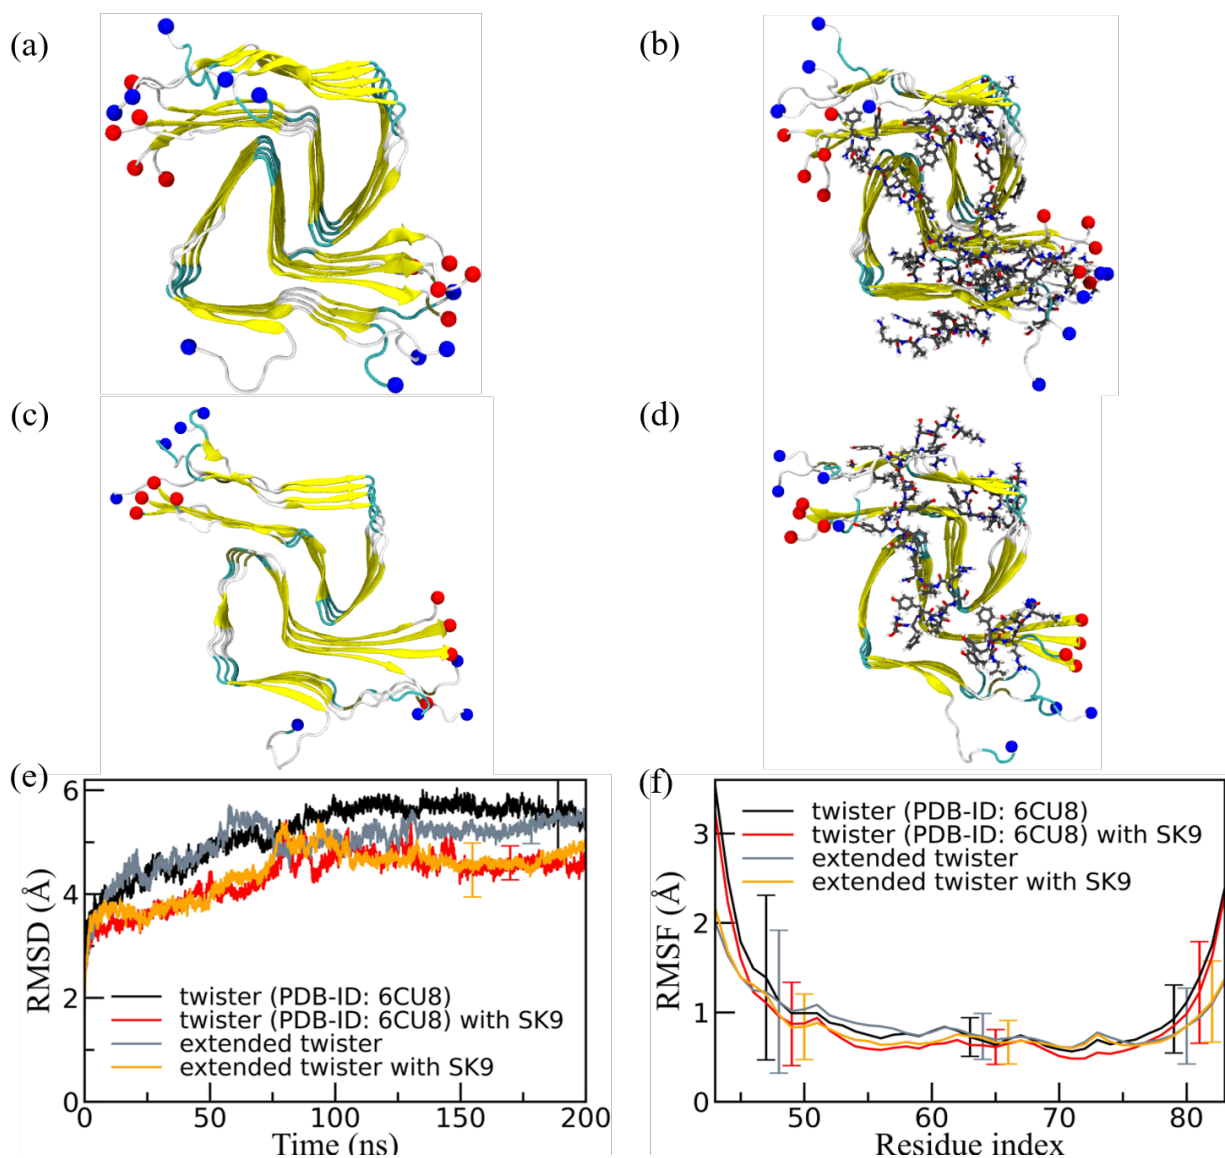 (a)
(b)
(c)
(d)
(e)
6
4
2
0
RMSD (Å)
twister (PDB-ID: 6CU8)
twister (PDB-ID: 6CU8) with SK9
extended twister
extended twister with SK9
0
50
100
150
200
Time (ns)
(f)
3
2
1
0
RMSF (Å)
twister (PDB-ID: 6CU8)
twister (PDB-ID: 6CU8) with SK9
extended twister
extended twister with SK9
50
60
70
80
Residue index